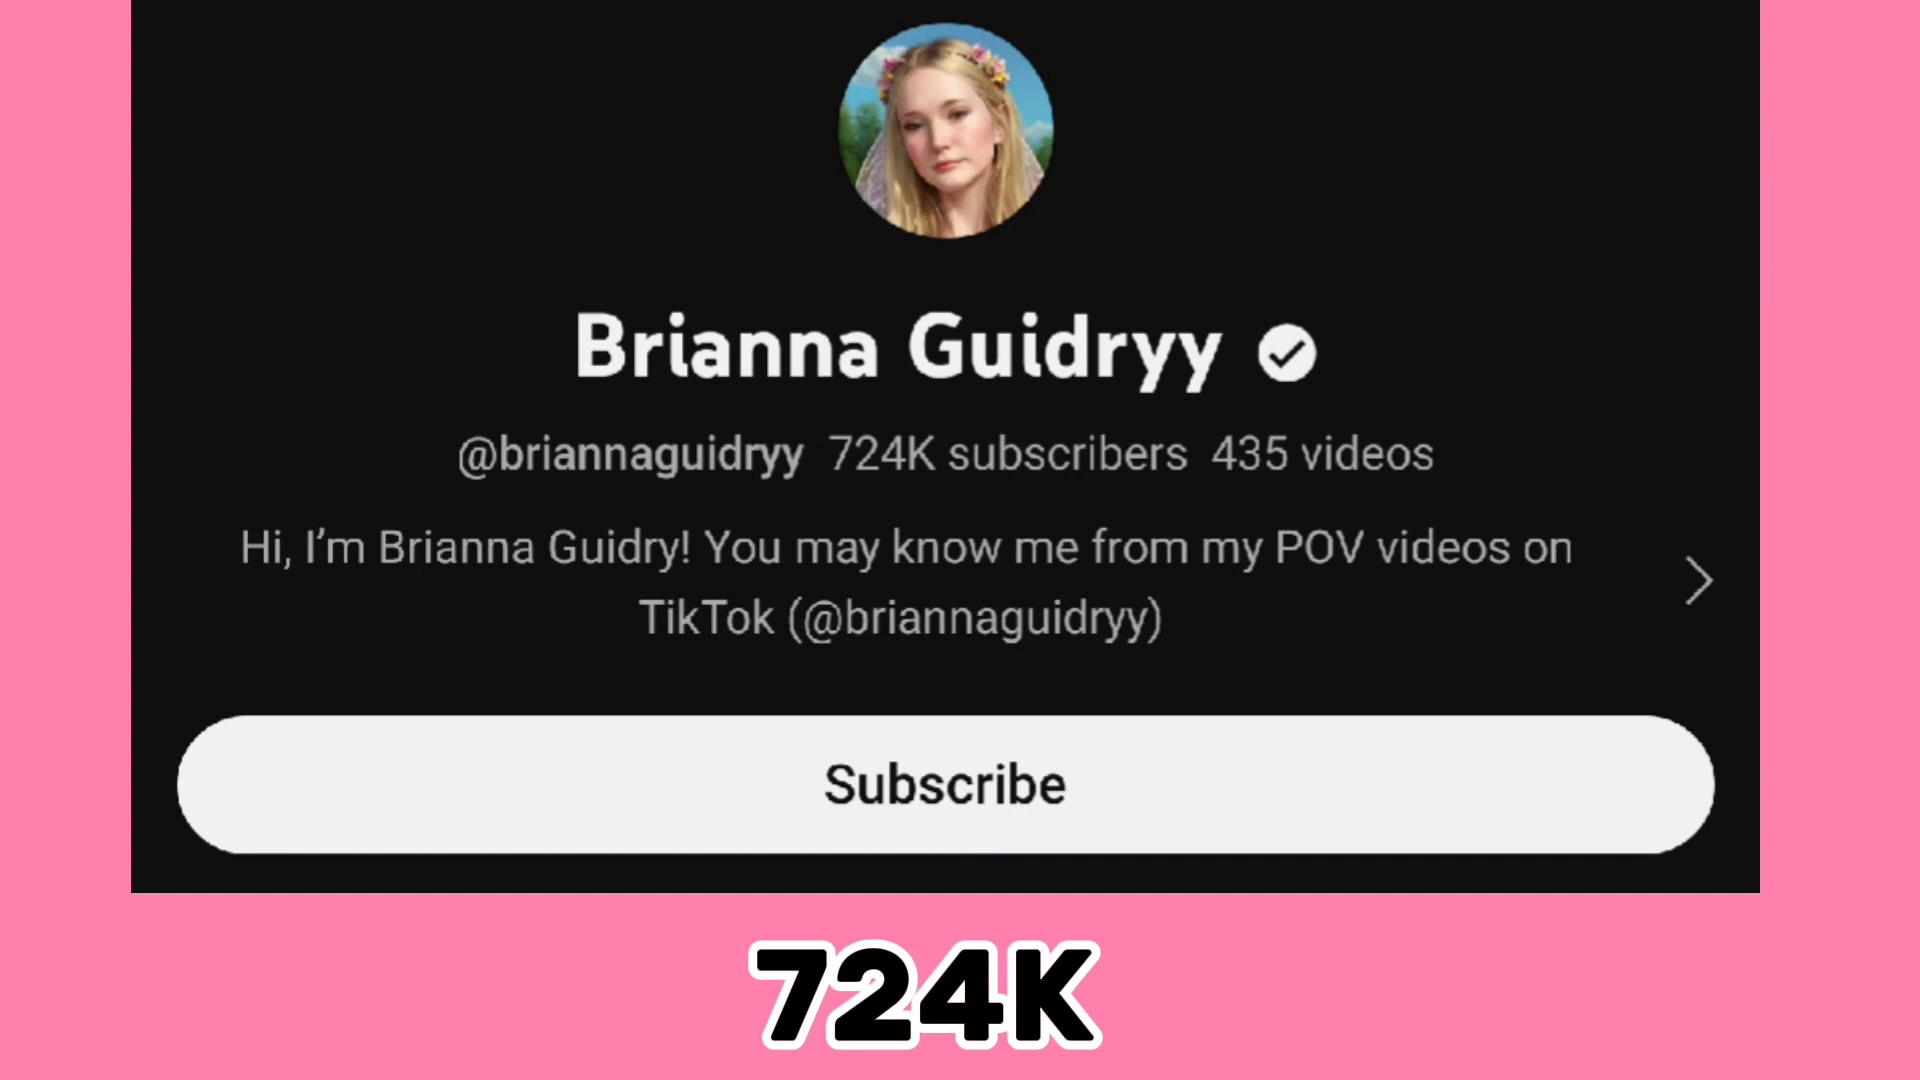 Brianna Guidryy
@briannaguidryy 724K subscribers 435 videos
Hi, I’m Brianna Guidry! You may know me from my POV videos on
TikTok (@briannaguidryy)
Subscribe
724K